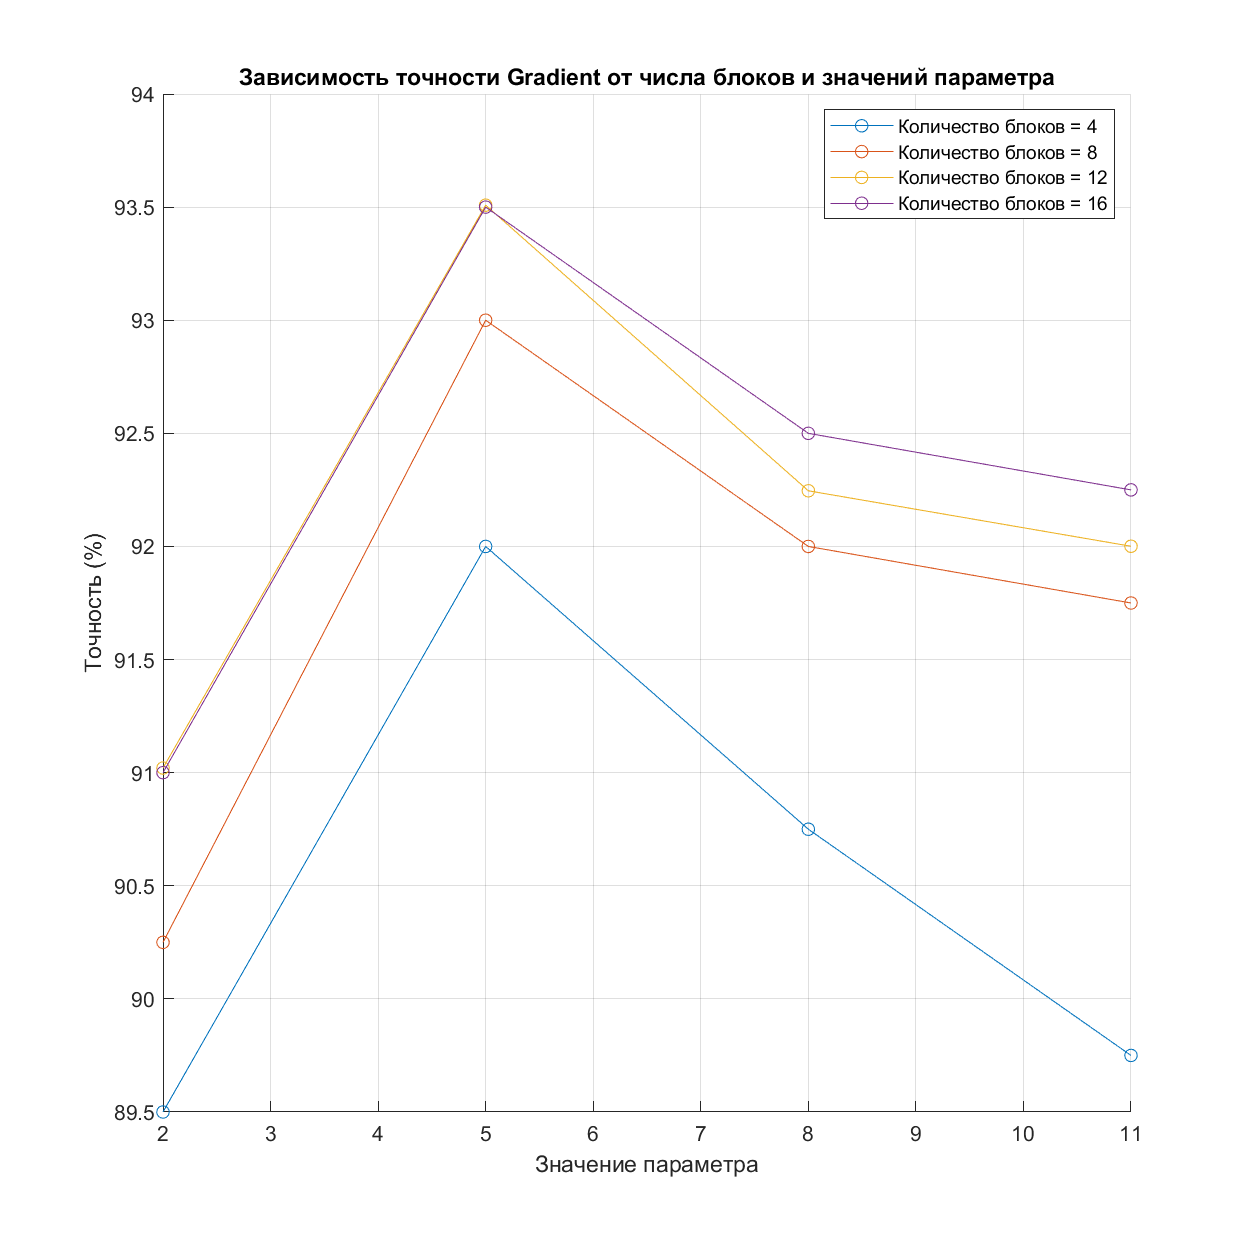 Зависимость точности Gradient от числа блоков и значений параметра
Количество блоков = 4
Количество блоков = 8
Количество блоков = 12
Количество блоков = 16
94
93.5
93
92.5
92
91.5
91
90.5
90
89.5
Точность (%)
2 3 4 5 6 7 8 9 10 11
Значение параметра